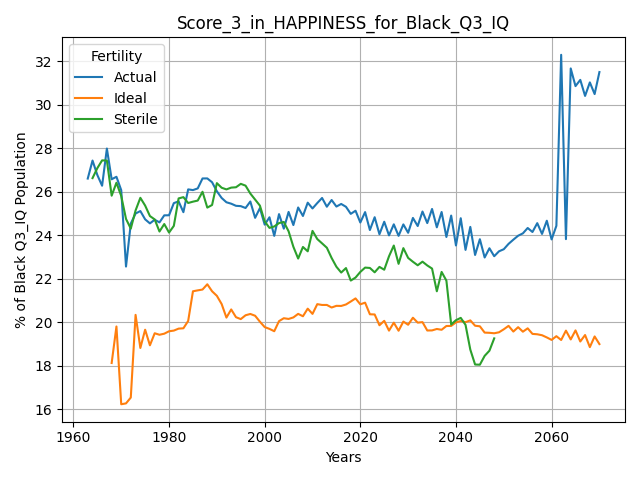 Score_3_in_HAPPINESS_for_Black_Q3_IQ
Fertility
Actual
Ideal
Sterile
% of Black Q3_IQ Population
32
30
28
26
24
22
20
18
16
1960
1980
2000
2020
2040
2060
Years